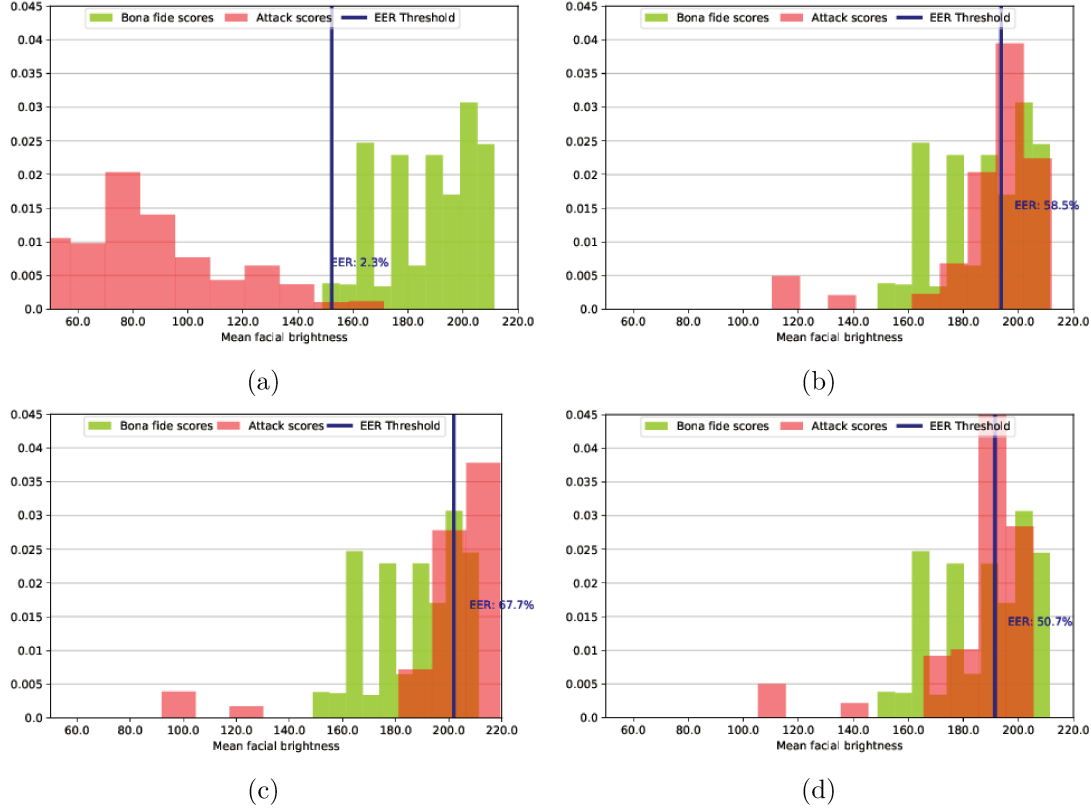 Bona fide scores Attack scores EER Threshold
0.045
0.04
0.035
0.03
0.025
0.02
0.015
0.01
0.005
0.0
EER: 2.3%
60.0 80.0 100.0 120.0 140.0 160.0 180.0 200.0 220.0
Mean facial brightness
(a)
Bona fide scores Attack scores EER Threshold
0.045
0.04
0.035
0.03
0.025
0.02
0.015
0.01
0.005
0.0
EER: 58.5%
60.0 80.0 100.0 120.0 140.0 160.0 180.0 200.0 220.0
Mean facial brightness
(b)
Bona fide scores Attack scores EER Threshold
0.045
0.04
0.035
0.03
0.025
0.02
0.015
0.01
0.005
0.0
EER: 67.7%
60.0 80.0 100.0 120.0 140.0 160.0 180.0 200.0 220.0
Mean facial brightness
(c)
Bona fide scores Attack scores EER Threshold
0.045
0.04
0.035
0.03
0.025
0.02
0.015
0.01
0.005
0.0
EER: 50.7%
60.0 80.0 100.0 120.0 140.0 160.0 180.0 200.0 220.0
Mean facial brightness
(d)